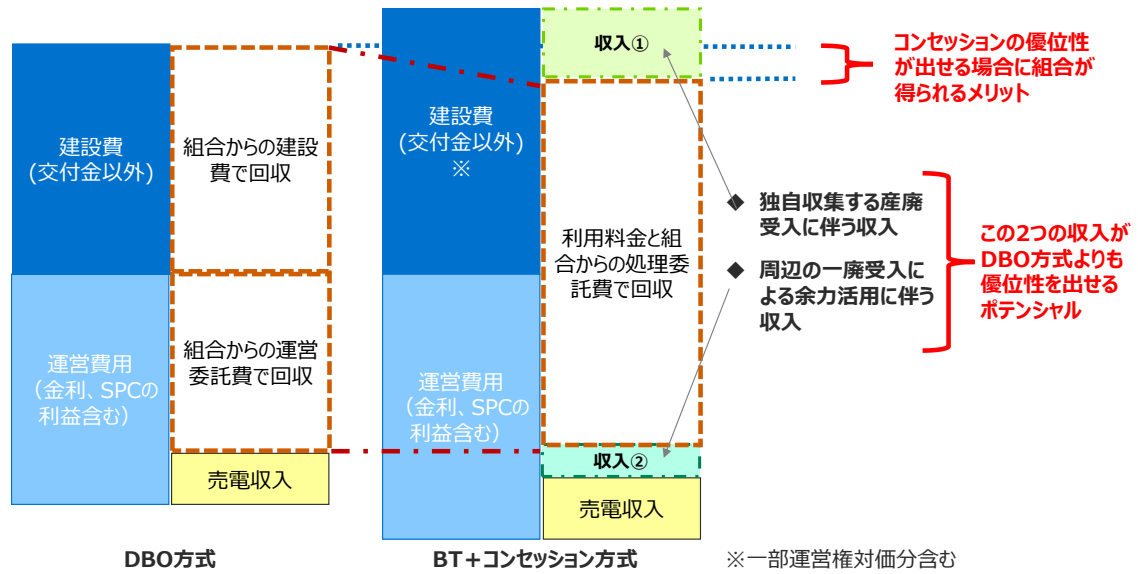 建設費
(交付金以外)
運営費用
（金利、SPCの
利益含む）
組合からの建設
費で回収
組合からの運営
委託費で回収
売電収入
DBO方式
建設費
(交付金以外)
※
運営費用
（金利、SPCの
利益含む）
収入①
利用料金と組
合からの処理委
託費で回収
収入②
売電収入
BT＋コンセッション方式
※一部運営権対価分含む
コンセッションの優位性
が出せる場合に組合が
得られるメリット
◆ 独自収集する産廃
受入に伴う収入
◆ 周辺の一廃受入に
よる余力活用に伴う
収入
この2つの収入が
DBO方式よりも
優位性を出せる
ポテンシャル